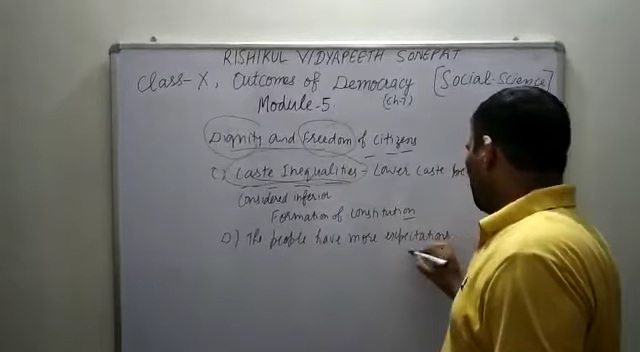 RISHIKUL VIDYAPEETH SONEPAT
Class-X, Outcomes of Democracy [Social-Science]
Module-5 (Ch-7)
Dignity and Freedom of citizens
C) Caste Inequalities - Lower caste
Considered inferior
Formation of Constitution
D) The people have more expectations